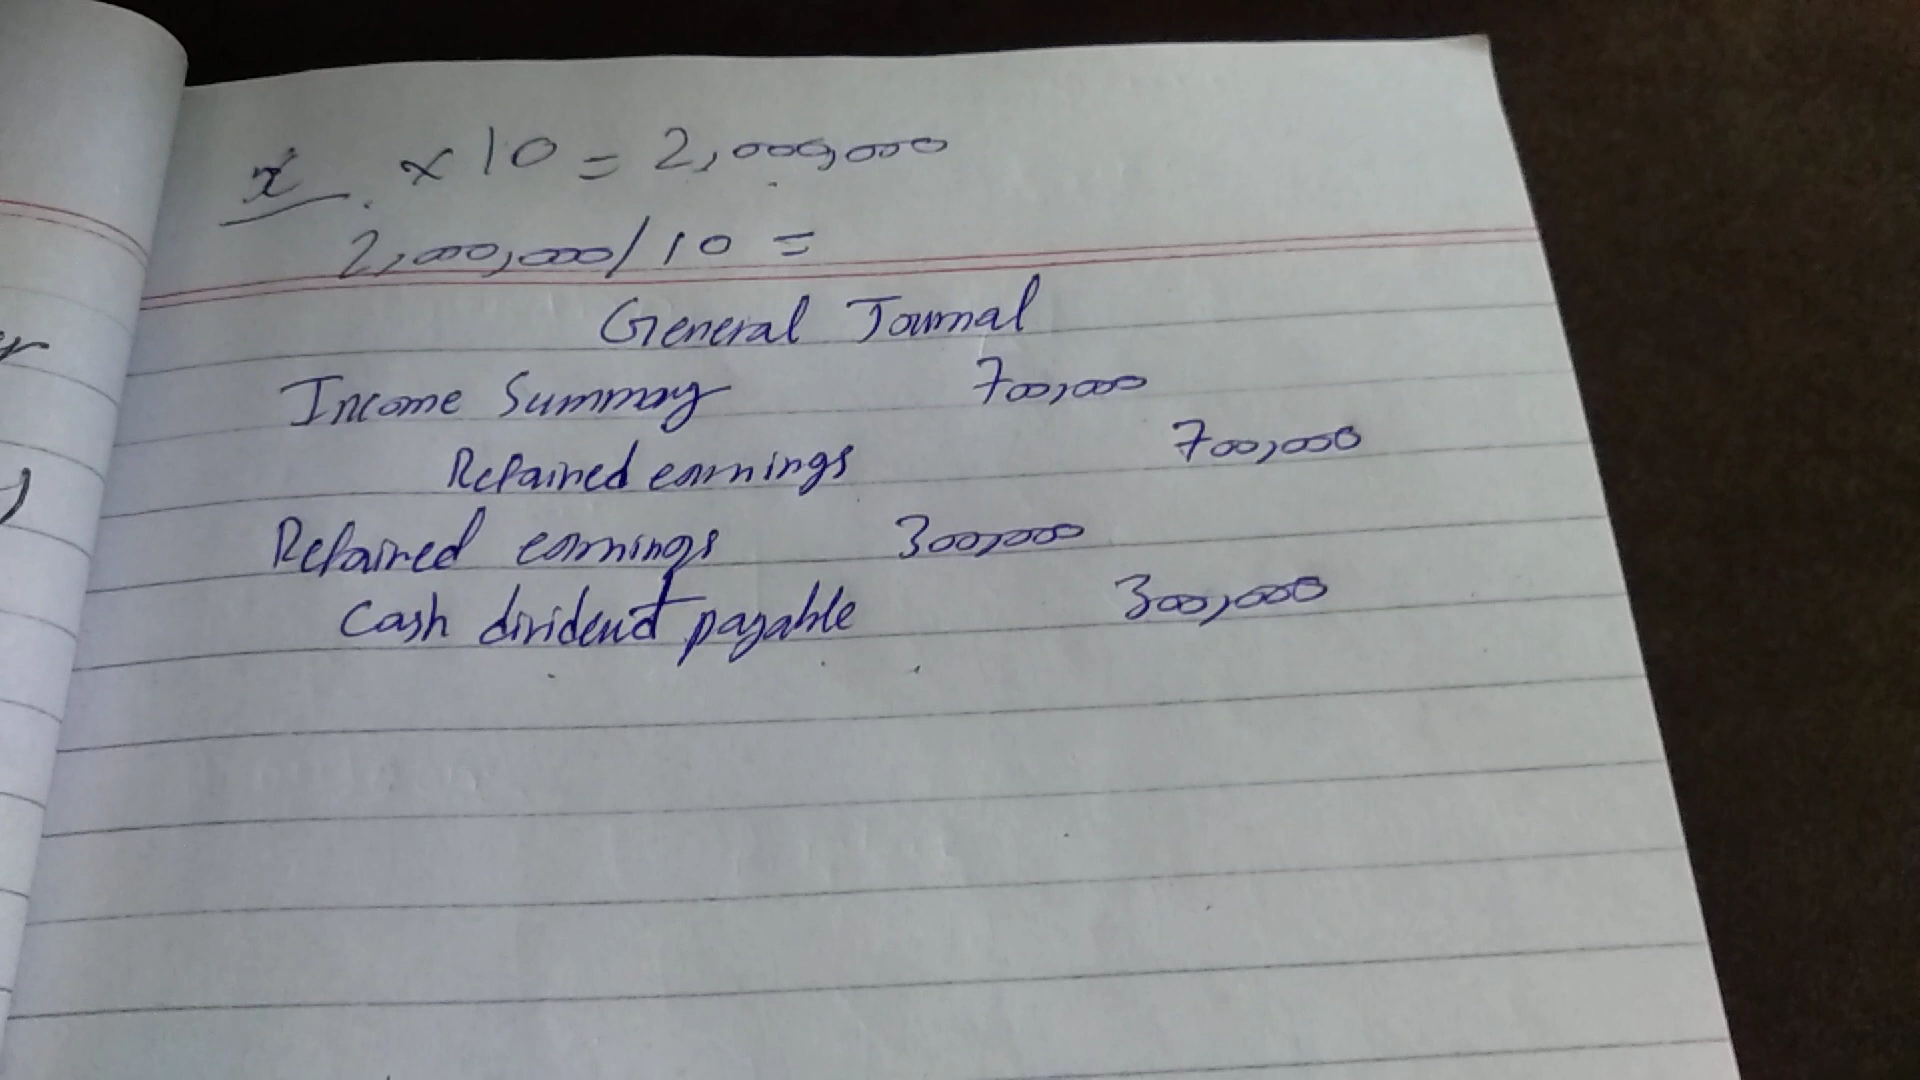 x × 10 = 2,000,000
2,000,000/10 =
General Journal
Income Summary 700,000
Retained earnings 700,000
Retained earnings 300,000
Cash dividend payable 300,000